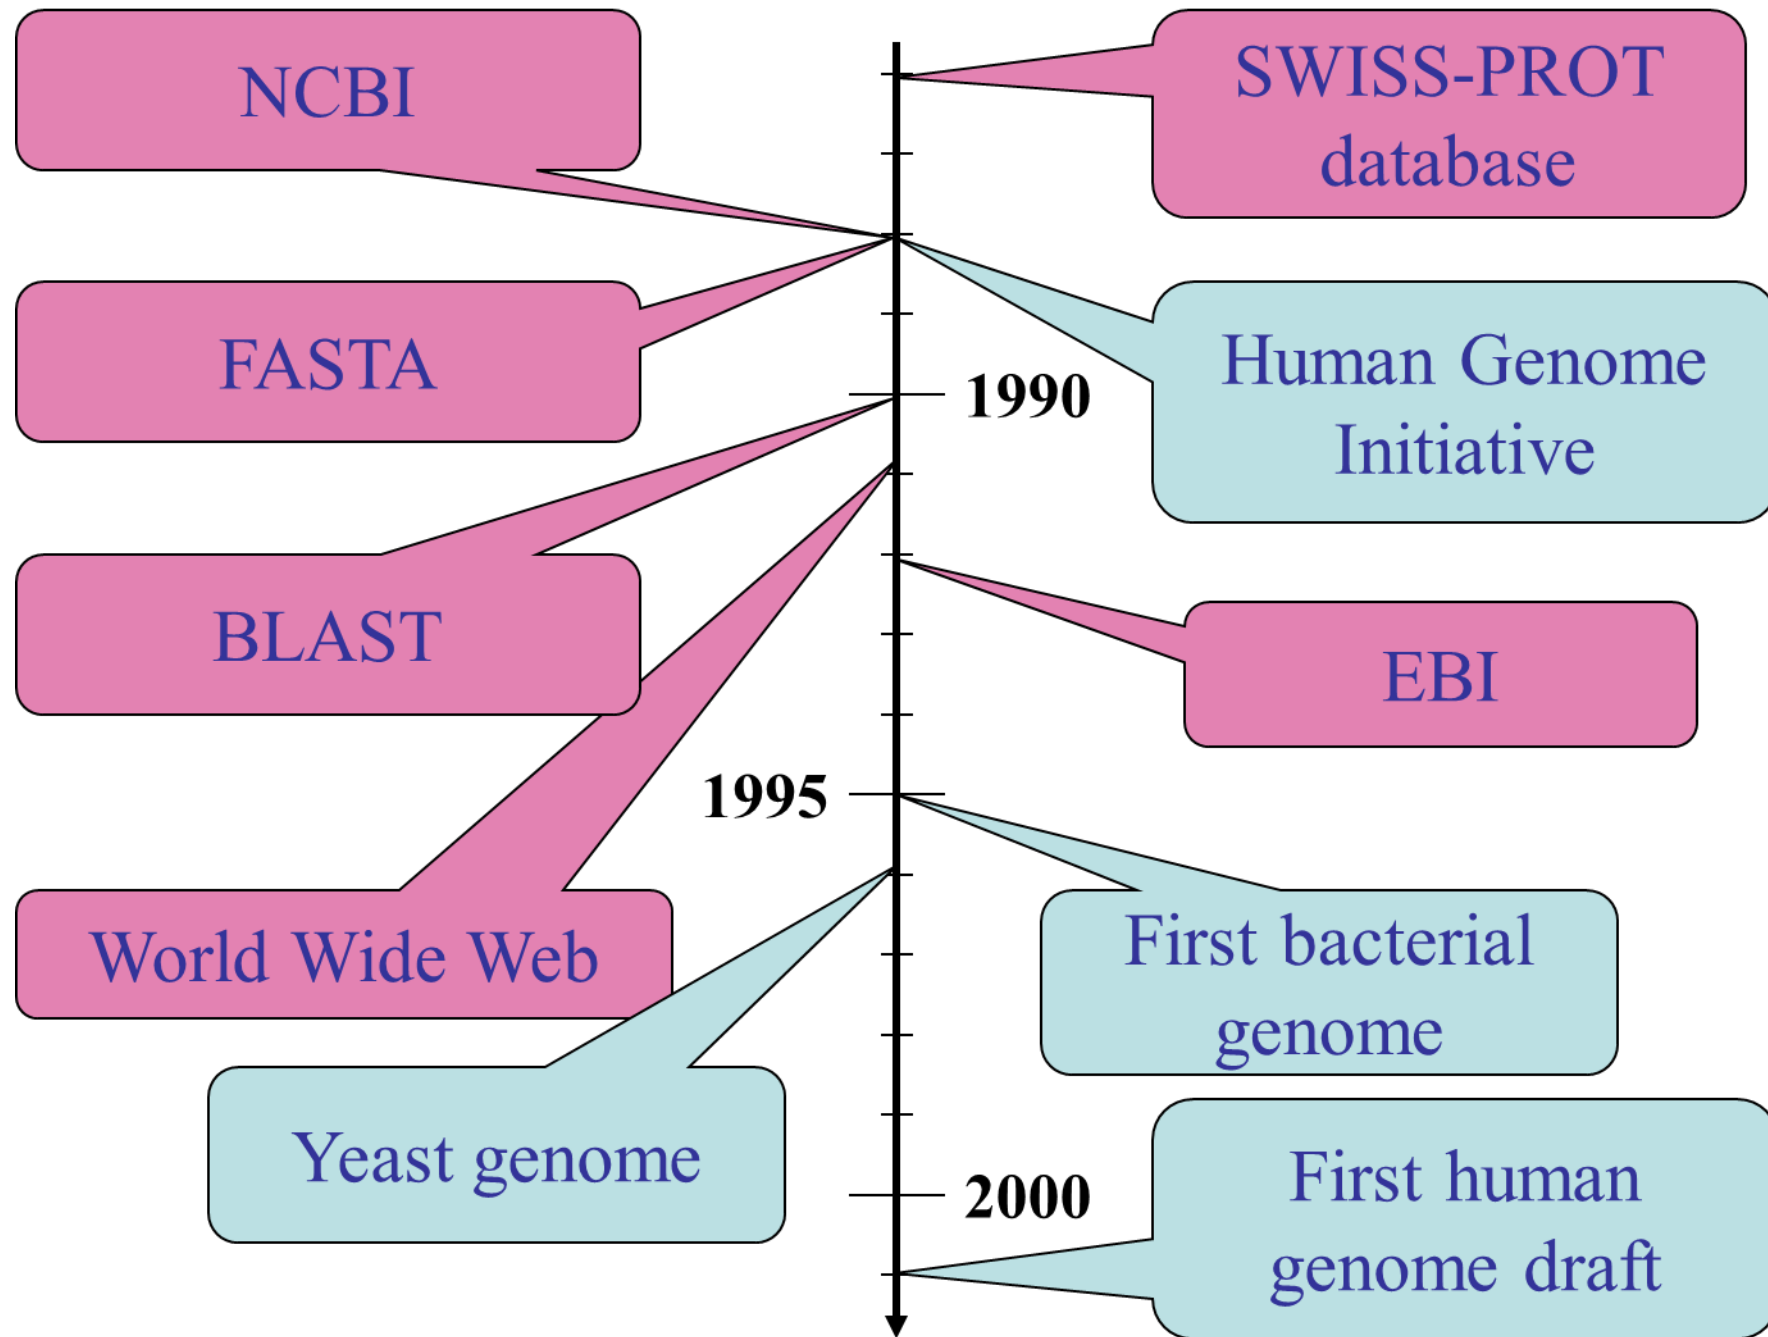 NCBI
SWISS-PROT
database
FASTA
Human Genome
Initiative
1990
BLAST
EBI
1995
World Wide Web
First bacterial
genome
Yeast genome
2000
First human
genome draft